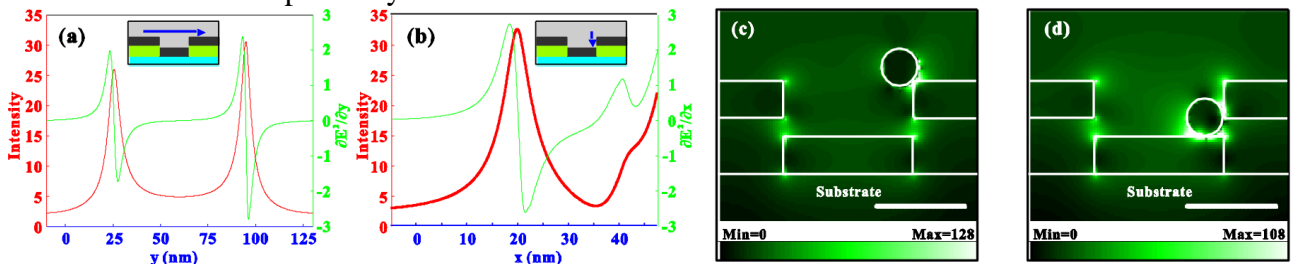 (a)
35
30
25
20
15
10
5
0
Intensity
0 25 50 75 100 125
y (nm)
3
2
1
0
-1
-2
-3
∂E²/∂y
(b)
35
30
25
20
15
10
5
0
Intensity
0 10 20 30 40
x (nm)
3
2
1
0
-1
-2
-3
∂E²/∂x
(c)
Substrate
Min=0 Max=128
(d)
Substrate
Min=0 Max=108